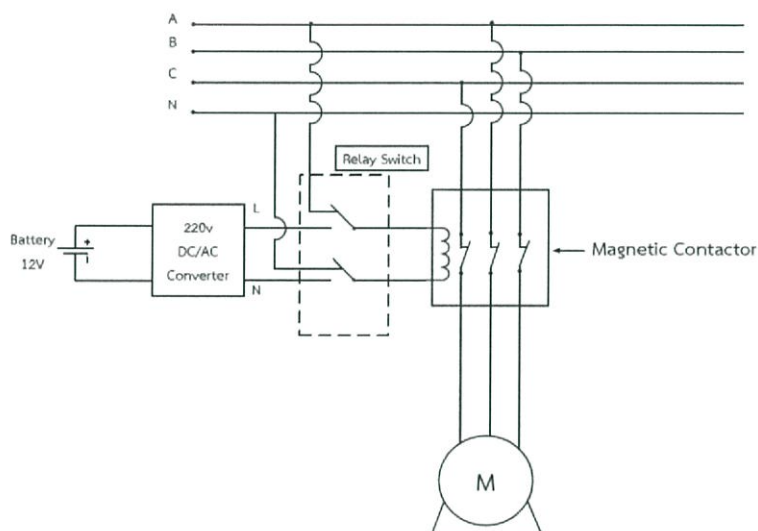 A
B
C
N
Relay Switch
L
220v
DC/AC
Converter
Battery
12V
+
N
Magnetic Contactor
M